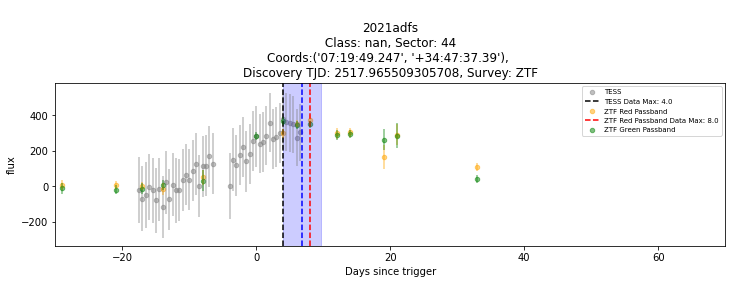 2021adfs
Class: nan, Sector: 44
Coords:('07:19:49.247', '+34:47:37.39'),
Discovery TJD: 2517.965509305708, Survey: ZTF
TESS
TESS Data Max: 4.0
ZTF Red Passband
ZTF Red Passband Data Max: 8.0
ZTF Green Passband
flux
400
200
0
−200
−20
0
20
40
60
Days since trigger